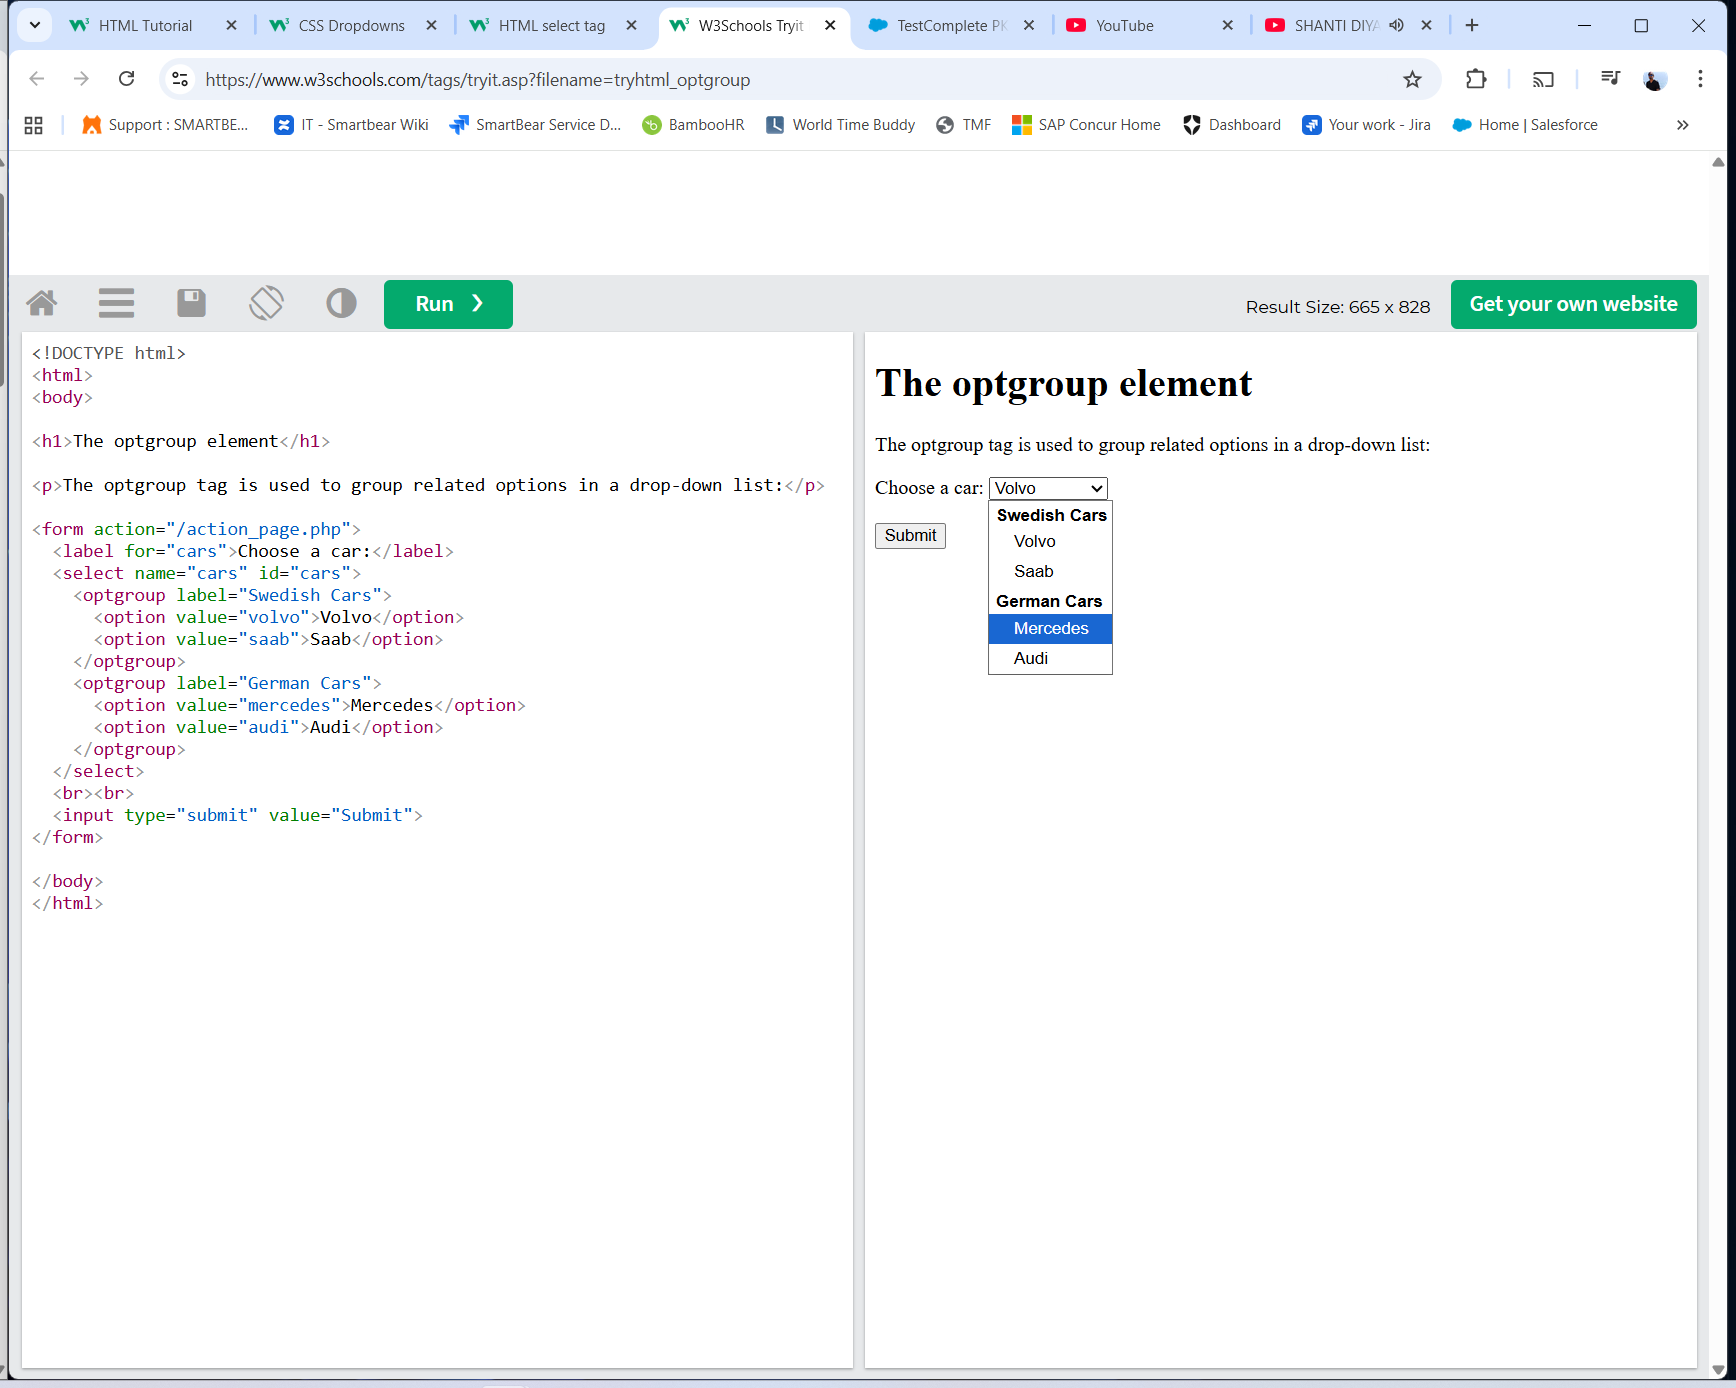 HTML Tutorial
CSS Dropdowns
HTML select tag
W3Schools Tryit
TestComplete PK
YouTube
SHANTI DIYA
https://www.w3schools.com/tags/tryit.asp?filename=tryhtml_optgroup
Support : SMARTBE...
IT - Smartbear Wiki
SmartBear Service D...
BambooHR
World Time Buddy
TMF
SAP Concur Home
Dashboard
Your work - Jira
Home | Salesforce
Run ❯
Result Size: 665 x 828
Get your own website
<!DOCTYPE html>
<html>
<body>
<h1>The optgroup element</h1>
<p>The optgroup tag is used to group related options in a drop-down list:</p>
<form action="/action_page.php">
<label for="cars">Choose a car:</label>
<select name="cars" id="cars">
<optgroup label="Swedish Cars">
<option value="volvo">Volvo</option>
<option value="saab">Saab</option>
</optgroup>
<optgroup label="German Cars">
<option value="mercedes">Mercedes</option>
<option value="audi">Audi</option>
</optgroup>
</select>
<br><br>
<input type="submit" value="Submit">
</form>
</body>
</html>
The optgroup element
The optgroup tag is used to group related options in a drop-down list:
Choose a car: Volvo
Submit
Swedish Cars
Volvo
Saab
German Cars
Mercedes
Audi